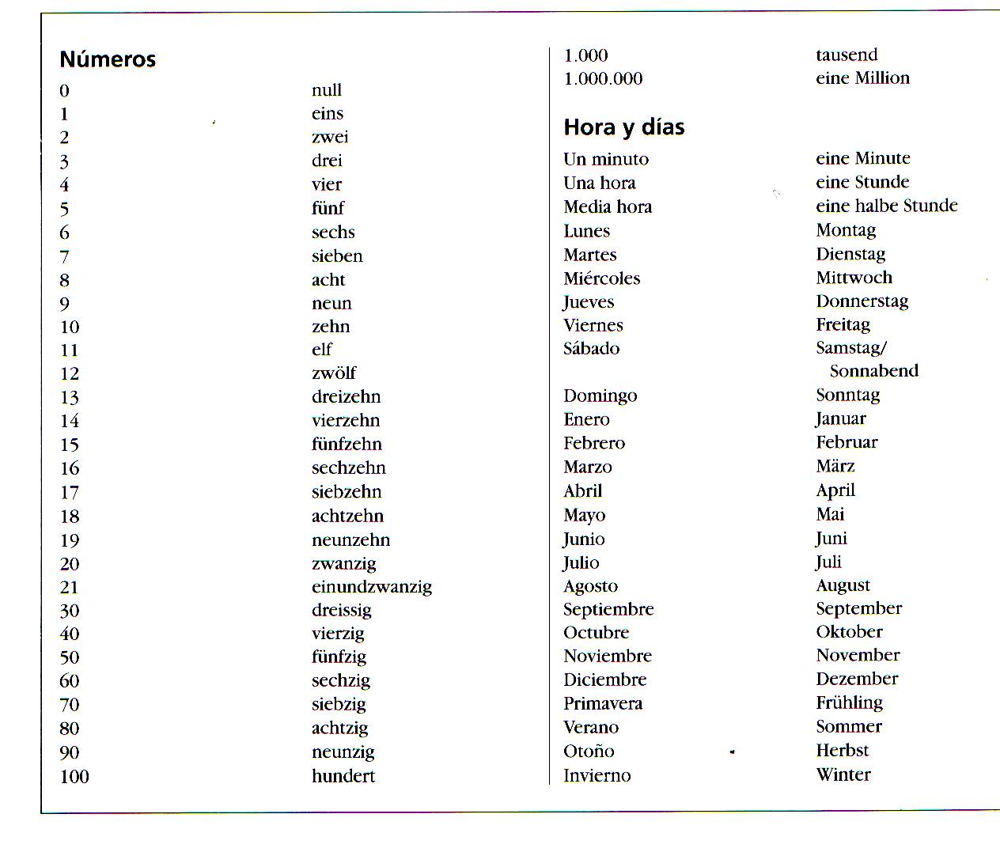 Números
0 null
1 eins
2 zwei
3 drei
4 vier
5 fünf
6 sechs
7 sieben
8 acht
9 neun
10 zehn
11 elf
12 zwölf
13 dreizehn
14 vierzehn
15 fünfzehn
16 sechzehn
17 siebzehn
18 achtzehn
19 neunzehn
20 zwanzig
21 einundzwanzig
30 dreissig
40 vierzig
50 fünfzig
60 sechzig
70 siebzig
80 achtzig
90 neunzig
100 hundert
1.000 tausend
1.000.000 eine Million
Hora y días
Un minuto eine Minute
Una hora eine Stunde
Media hora eine halbe Stunde
Lunes Montag
Martes Dienstag
Miércoles Mittwoch
Jueves Donnerstag
Viernes Freitag
Sábado Samstag/
Sonnabend
Domingo Sonntag
Enero Januar
Febrero Februar
Marzo März
Abril April
Mayo Mai
Junio Juni
Julio Juli
Agosto August
Septiembre September
Octubre Oktober
Noviembre November
Diciembre Dezember
Primavera Frühling
Verano Sommer
Otoño Herbst
Invierno Winter